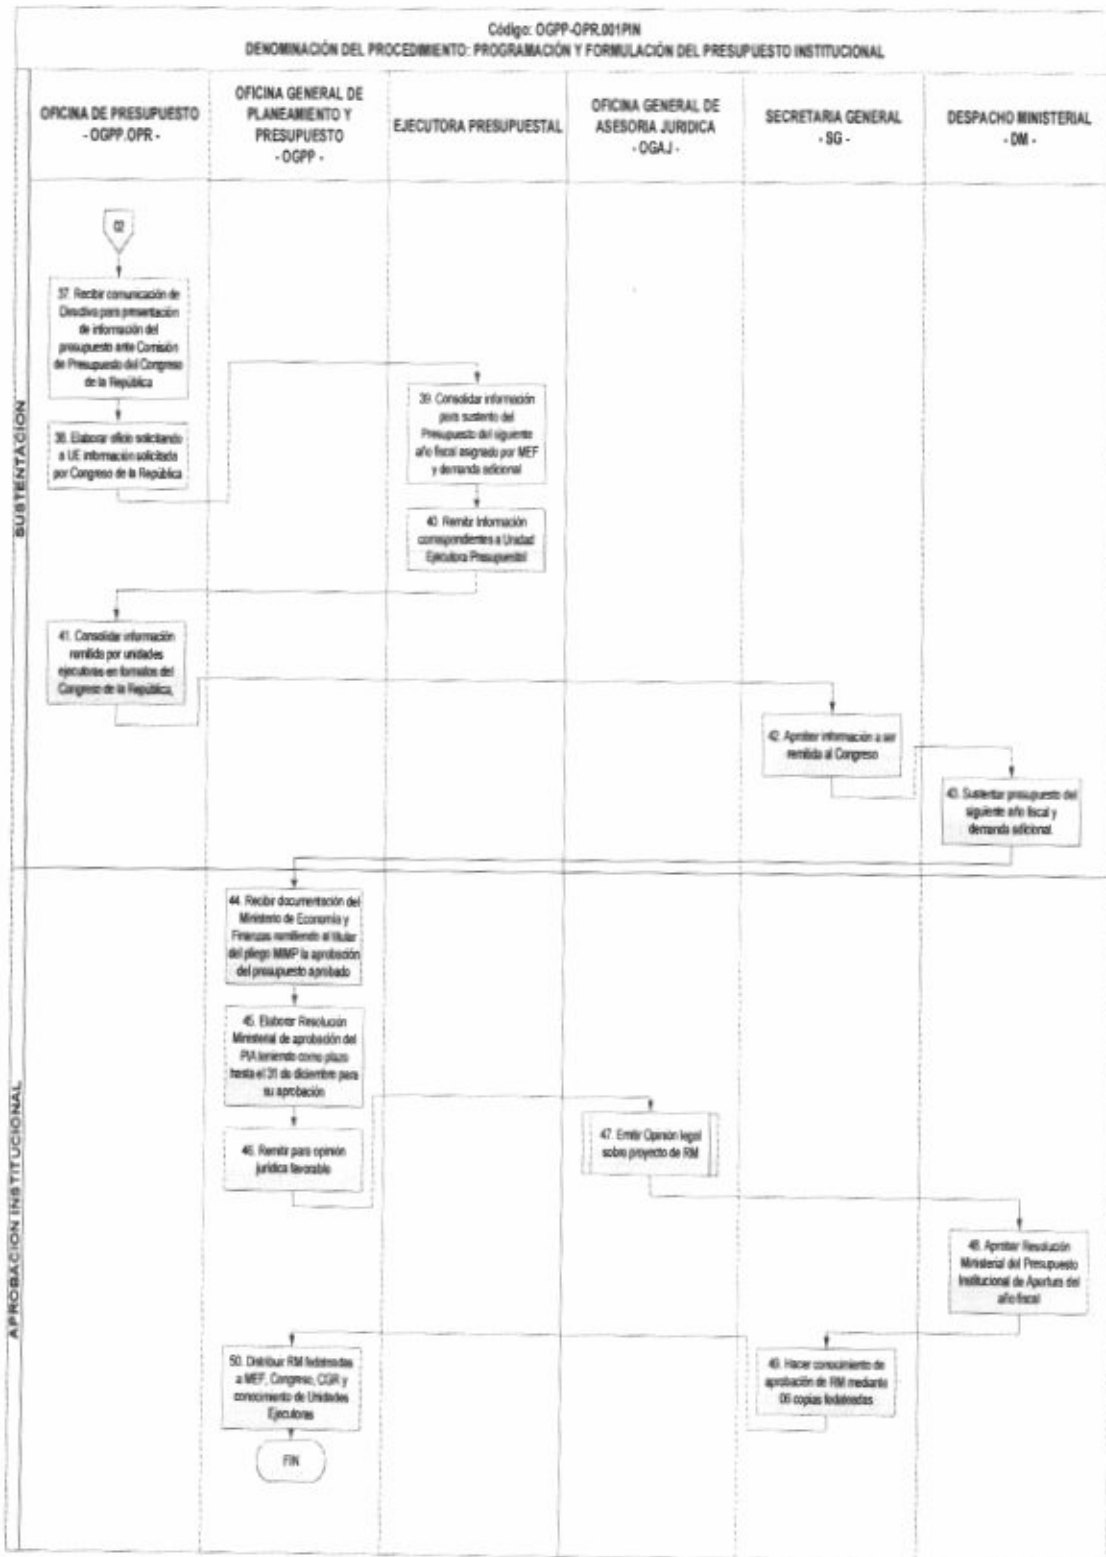 Código: OGPP-OPR.001PIN
DENOMINACIÓN DEL PROCEDIMIENTO: PROGRAMACIÓN Y FORMULACIÓN DEL PRESUPUESTO INSTITUCIONAL
OFICINA DE PRESUPUESTO
- OGPP.OPR -
OFICINA GENERAL DE
PLANEAMIENTO Y
PRESUPUESTO
- OGPP -
EJECUTORA PRESUPUESTAL
OFICINA GENERAL DE
ASESORIA JURIDICA
- OGAJ -
SECRETARIA GENERAL
- SG -
DESPACHO MINISTERIAL
- DM -
SUSTENTACION
02
37. Recibir comunicación de
Directiva para presentación
de información del
presupuesto ante Comisión
de Presupuesto del Congreso
de la República
38. Elaborar oficio solicitando
a UE información solicitada
por Congreso de la República
39. Consolidar información
para sustento del
Presupuesto del siguiente
año fiscal asignado por MEF
y demanda adicional
40. Remitir Información
correspondientes a Unidad
Ejecutora Presupuestal
41. Consolidar información
remitida por unidades
ejecutoras en formatos del
Congreso de la República,
42. Aprobar información a ser
remitida al Congreso
43. Sustentar presupuesto del
siguiente año fiscal y
demanda adicional.
APROBACION INSTITUCIONAL
44. Recibir documentación del
Ministerio de Economía y
Finanzas remitiendo al titular
del pliego MIMP la aprobación
del presupuesto aprobado
45. Elaborar Resolución
Ministerial de aprobación del
PIA teniendo como plazo
hasta el 31 de diciembre para
su aprobación
46. Remitir para opinión
jurídica favorable
47. Emitir Opinión legal
sobre proyecto de RM
48. Aprobar Resolución
Ministerial del Presupuesto
Institucional de Apertura del
año fiscal
49. Hacer conocimiento de
aprobación de RM mediante
06 copias fedateadas
50. Distribuir RM fedateadas
a MEF, Congreso, CGR y
conocimiento de Unidades
Ejecutoras
FIN